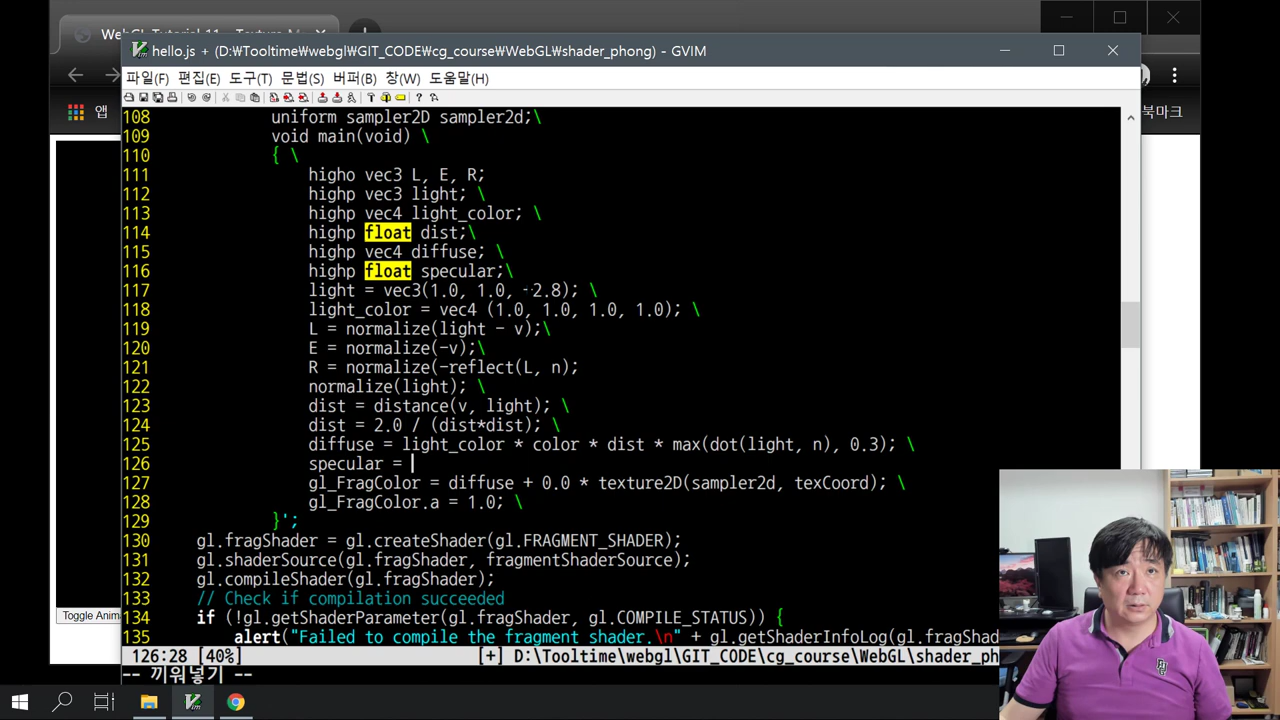 WebGL Tutorial 11 - Texture M
hello.js + (D:₩Tooltime₩webgl₩GIT_CODE₩cg_course₩WebGL₩shader_phong) - GVIM
파일(F) 편집(E) 도구(T) 문법(S) 버퍼(B) 창(W) 도움말(H)
앱
북마크
108 uniform sampler2D sampler2d;\
109 void main(void) \
110 { \
111 higho vec3 L, E, R;
112 highp vec3 light; \
113 highp vec4 light_color; \
114 highp float dist;\
115 highp vec4 diffuse; \
116 highp float specular;\
117 light = vec3(1.0, 1.0, -2.8); \
118 light_color = vec4 (1.0, 1.0, 1.0, 1.0); \
119 L = normalize(light - v);\
120 E = normalize(-v);\
121 R = normalize(-reflect(L, n);
122 normalize(light); \
123 dist = distance(v, light); \
124 dist = 2.0 / (dist*dist); \
125 diffuse = light_color * color * dist * max(dot(light, n), 0.3); \
126 specular =
127 gl_FragColor = diffuse + 0.0 * texture2D(sampler2d, texCoord); \
128 gl_FragColor.a = 1.0; \
129 }';
130 gl.fragShader = gl.createShader(gl.FRAGMENT_SHADER);
131 gl.shaderSource(gl.fragShader, fragmentShaderSource);
132 gl.compileShader(gl.fragShader);
133 // Check if compilation succeeded
134 if (!gl.getShaderParameter(gl.fragShader, gl.COMPILE_STATUS)) {
135 alert("Failed to compile the fragment shader.\n" + gl.getShaderInfoLog(gl.fragShad
Toggle Anima
126:28 [40%] [+] D:\Tooltime\webgl\GIT_CODE\cg_course\WebGL\shader_ph
-- 끼워넣기 --